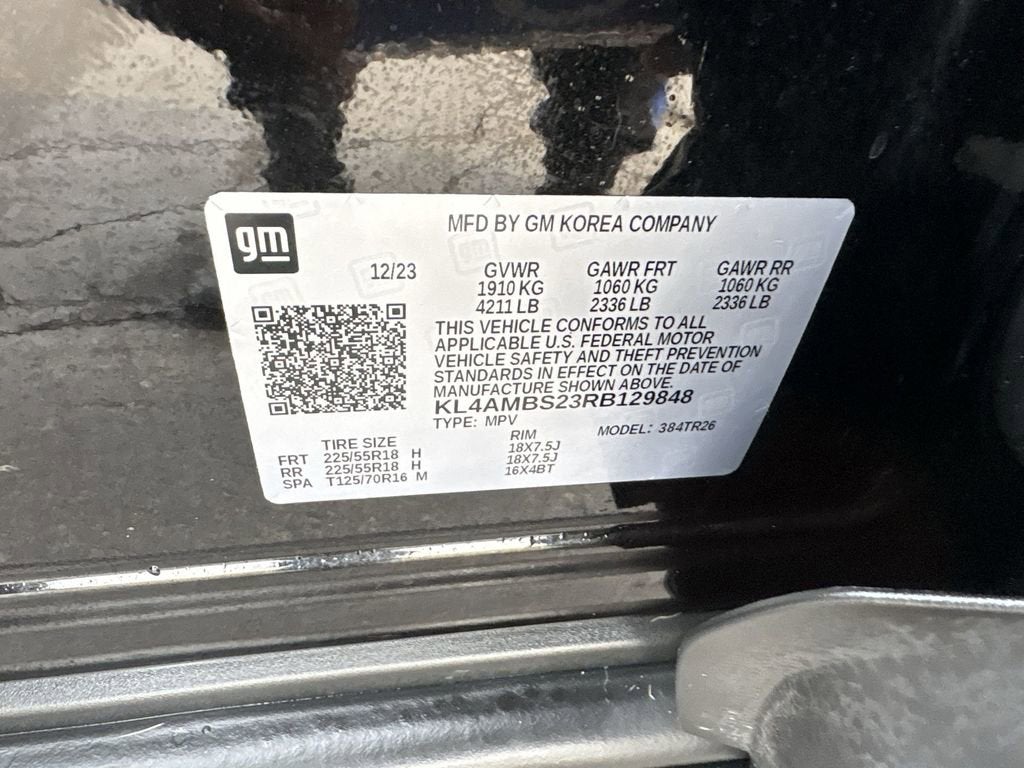 gm
MFD BY GM KOREA COMPANY
12/23 GVWR GAWR FRT GAWR RR
1910 KG 1060 KG 1060 KG
4211 LB 2336 LB 2336 LB
THIS VEHICLE CONFORMS TO ALL
APPLICABLE U.S. FEDERAL MOTOR
VEHICLE SAFETY AND THEFT PREVENTION
STANDARDS IN EFFECT ON THE DATE OF
MANUFACTURE SHOWN ABOVE.
KL4AMBS23RB129848
TYPE: MPV MODEL: 384TR26
TIRE SIZE RIM
FRT 225/55R18 H 18X7.5J
RR 225/55R18 H 18X7.5J
SPA T125/70R16 M 16X4BT